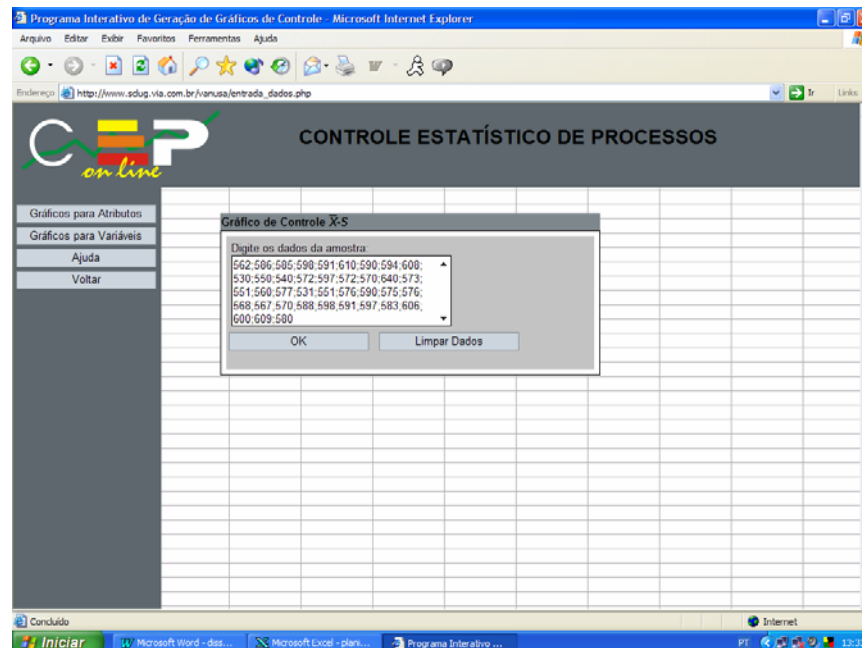 Programa Interativo de Geração de Gráficos de Controle - Microsoft Internet Explorer
Arquivo Editar Exibir Favoritos Ferramentas Ajuda
Endereço http://www.sdug.via.com.br/vanusa/entrada_dados.php Ir Links
CEP
on line
CONTROLE ESTATÍSTICO DE PROCESSOS
Gráficos para Atributos
Gráficos para Variáveis
Ajuda
Voltar
Gráfico de Controle X̅-S
Digite os dados da amostra:
562;586;585;598;591;610;590;594;608;
530;550;540;572;597;572;570;640;573;
551;560;577;531;551;576;590;575;576;
568;567;570;588;598;591;597;583;606;
600;609;580
OK Limpar Dados
Concluído Internet
Iniciar Microsoft Word - diss... Microsoft Excel - plani... Programa Interativo ... PT